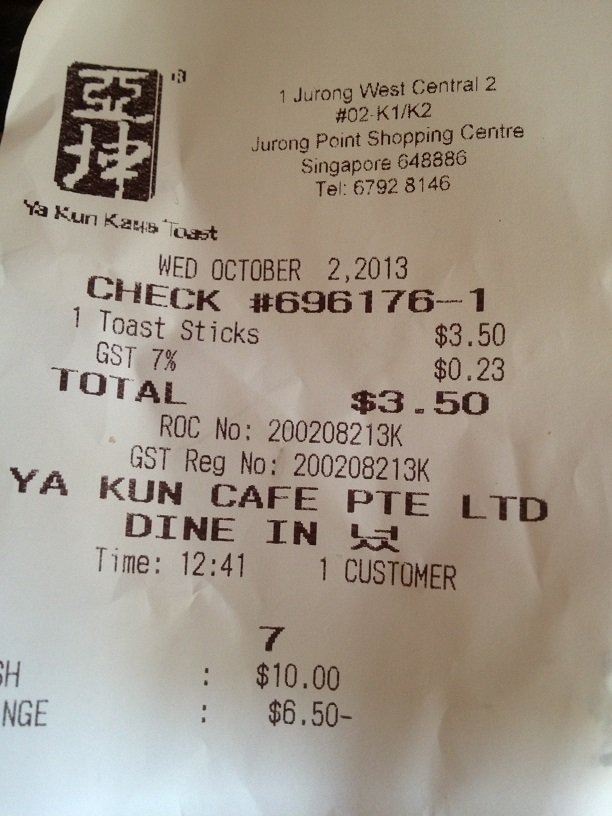 亞坤
®
Ya Kun Kaya Toast
1 Jurong West Central 2
#02-K1/K2
Jurong Point Shopping Centre
Singapore 648886
Tel: 6792 8146
WED OCTOBER 2,2013
CHECK #696176-1
1 Toast Sticks $3.50
GST 7% $0.23
TOTAL $3.50
ROC No: 200208213K
GST Reg No: 200208213K
YA KUN CAFE PTE LTD
DINE IN
Time: 12:41 1 CUSTOMER
7
SH : $10.00
NGE : $6.50-